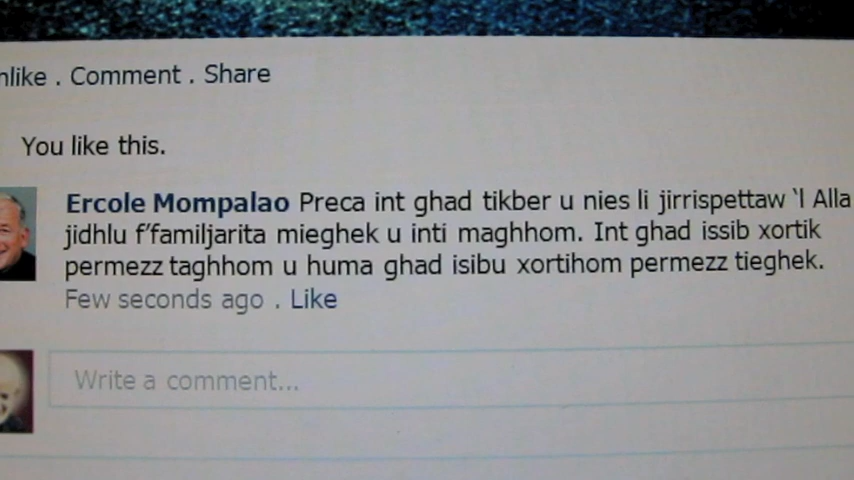 nlike . Comment . Share
You like this.
Ercole Mompalao Preca int ghad tikber u nies li jirrispettaw 'l Alla
jidhlu f'familjarita mieghek u inti maghhom. Int ghad issib xortik
permezz taghhom u huma ghad isibu xortihom permezz tieghek.
Few seconds ago . Like
Write a comment...